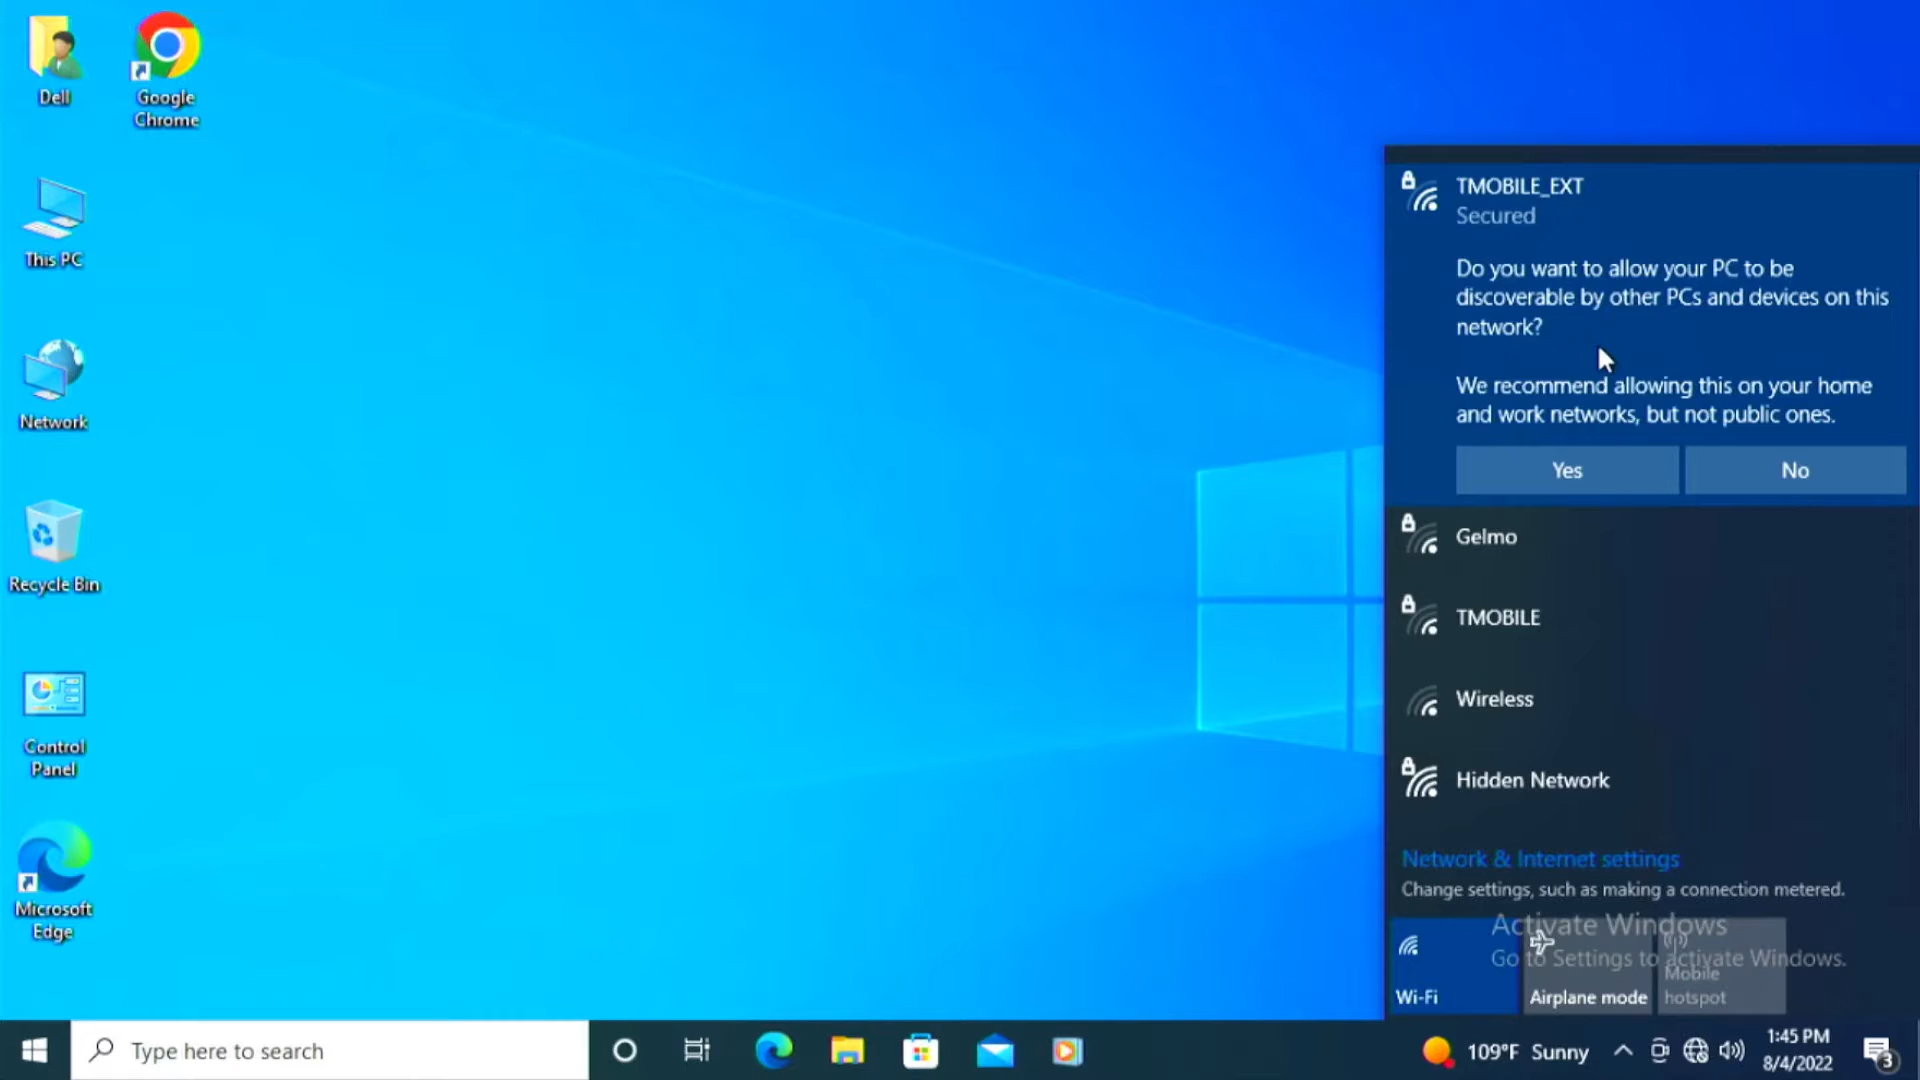 Dell
Google
Chrome
This PC
Network
Recycle Bin
Control
Panel
Microsoft
Edge
TMOBILE_EXT
Secured
Do you want to allow your PC to be
discoverable by other PCs and devices on this
network?
We recommend allowing this on your home
and work networks, but not public ones.
Yes
No
Gelmo
TMOBILE
Wireless
Hidden Network
Network & Internet settings
Change settings, such as making a connection metered.
Activate Windows
Go to Settings to activate Windows.
Wi-Fi
Airplane mode
Mobile
hotspot
Type here to search
109°F Sunny
1:45 PM
8/4/2022
3